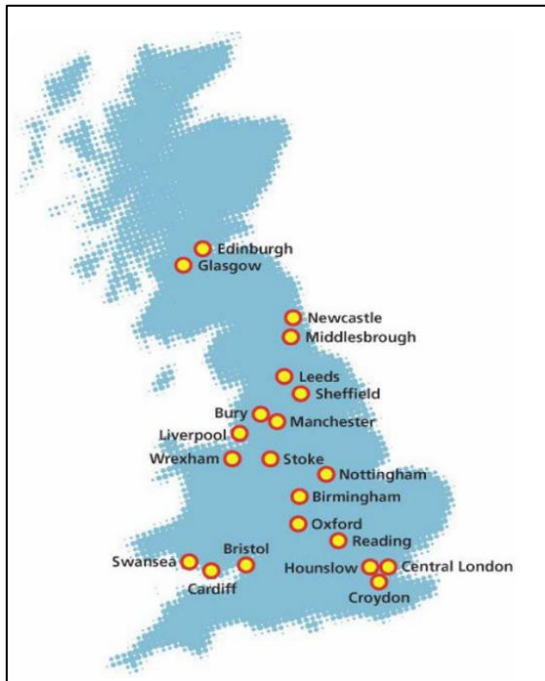 Edinburgh
Glasgow
Newcastle
Middlesbrough
Leeds
Sheffield
Bury
Manchester
Liverpool
Wrexham
Stoke
Nottingham
Birmingham
Oxford
Reading
Swansea
Bristol
Hounslow
Central London
Cardiff
Croydon